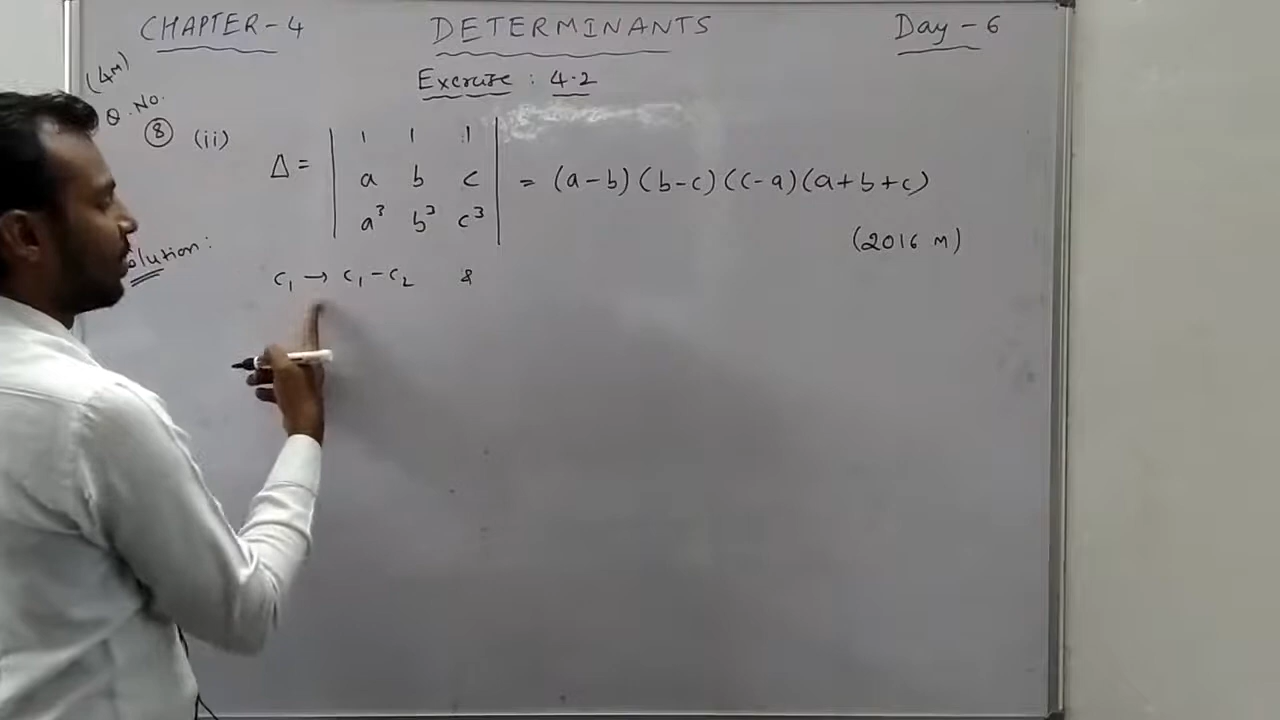 CHAPTER-4 DETERMINANTS Day-6
Exercise : 4.2
(4M)
Q.No.
8 (ii)
Δ = | 1 1 1 |
| a b c | = (a-b)(b-c)(c-a)(a+b+c)
| a³ b³ c³ |
(2016 M)
olution:
C₁ → C₁-C₂ &